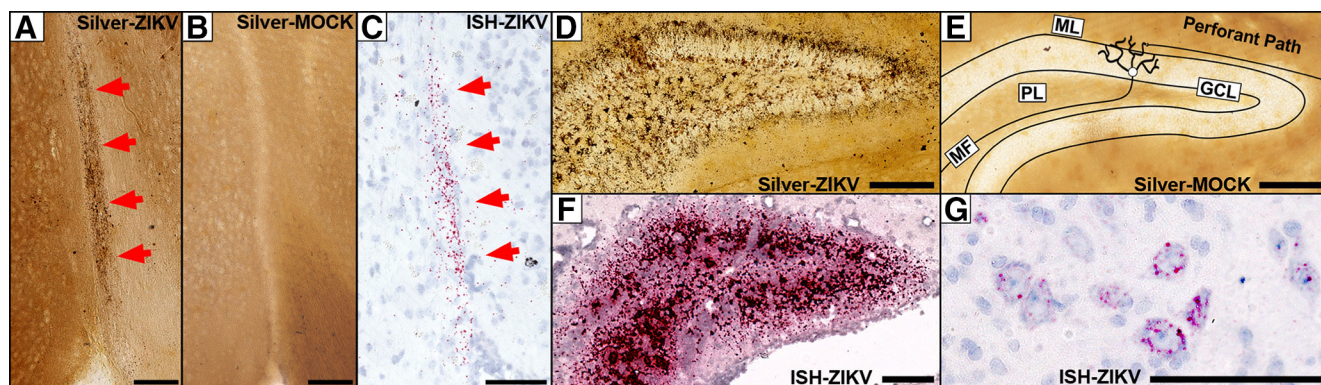 A
Silver-ZIKV
B
Silver-MOCK
C
ISH-ZIKV
D
Silver-ZIKV
E
ML
Perforant Path
PL
GCL
MF
Silver-MOCK
F
ISH-ZIKV
G
ISH-ZIKV